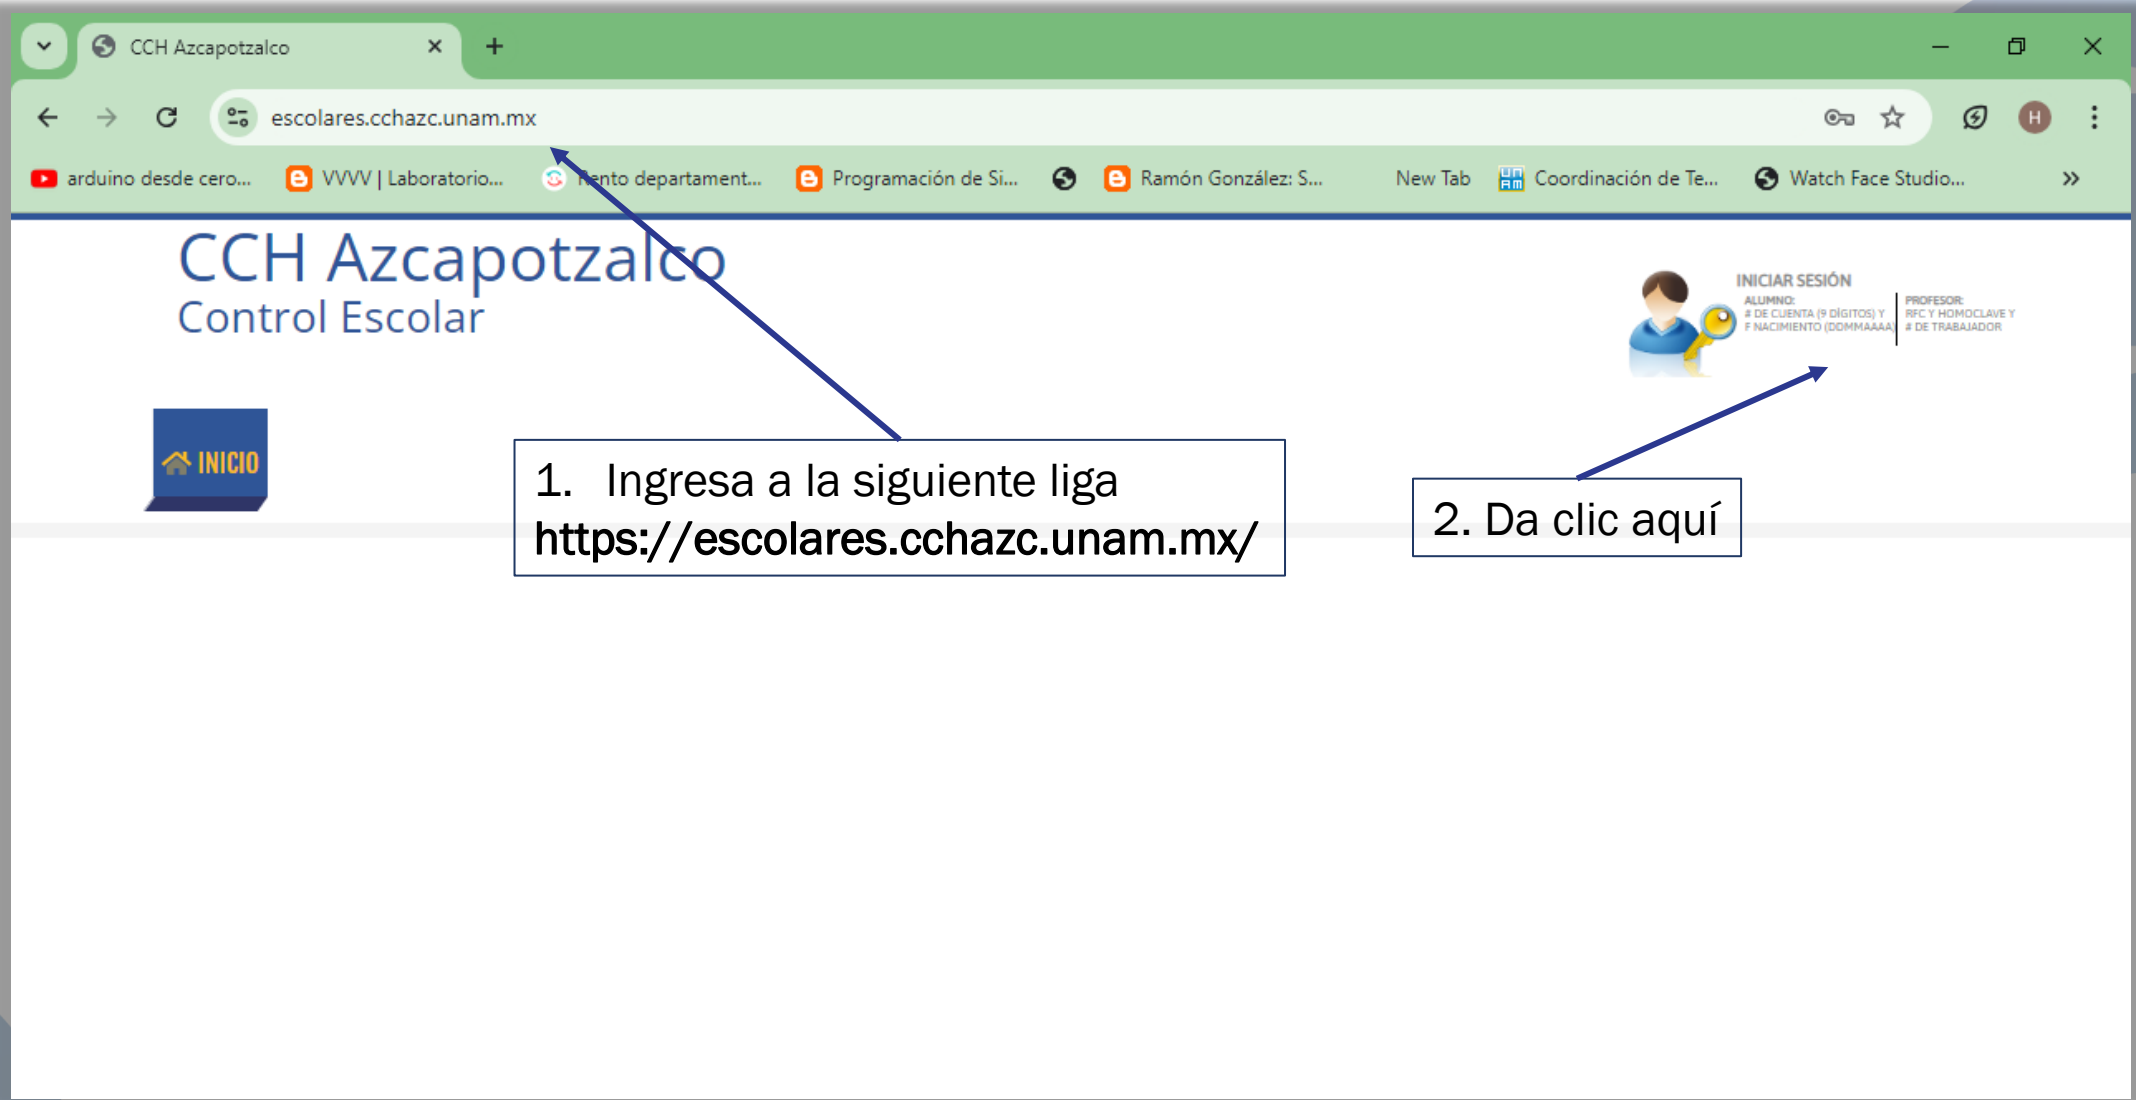 CCH Azcapotzalco
escolares.cchazc.unam.mx
H
arduino desde cero...
VVVV | Laboratorio...
Rento departament...
Programación de Si...
Ramón González: S...
New Tab
UNAM
Coordinación de Te...
Watch Face Studio...
CCH Azcapotzalco
Control Escolar
INICIAR SESIÓN
ALUMNO:
# DE CUENTA (9 DÍGITOS) Y
F NACIMIENTO (DDMMAAAA)
PROFESOR:
RFC Y HOMOCLAVE Y
# DE TRABAJADOR
INICIO
1. Ingresa a la siguiente liga
https://escolares.cchazc.unam.mx/
2. Da clic aquí